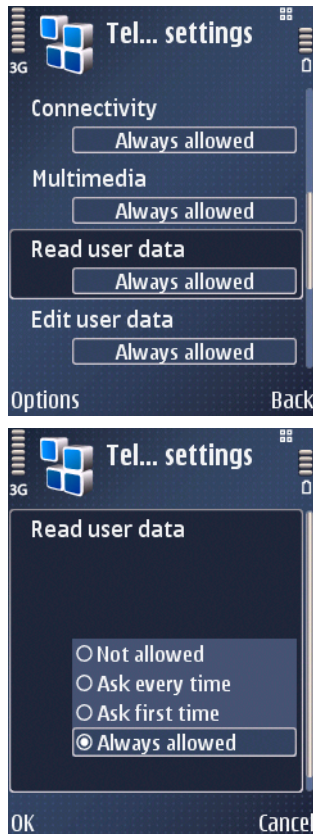 Tel... settings
3G
Connectivity
Always allowed
Multimedia
Always allowed
Read user data
Always allowed
Edit user data
Always allowed
Options Back
Tel... settings
3G
Read user data
Not allowed
Ask every time
Ask first time
Always allowed
OK Cancel